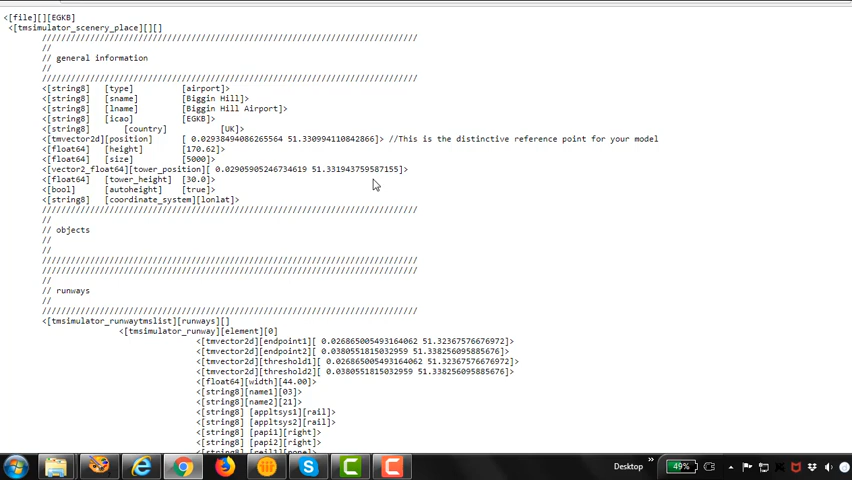 <[file][][EGKB]
<[tmsimulator_scenery_place][][]
////////////////////////////////////////////////////////////////
//
// general information
//
////////////////////////////////////////////////////////////////
<[string8] [type] [airport]>
<[string8] [sname] [Biggin Hill]>
<[string8] [lname] [Biggin Hill Airport]>
<[string8] [icao] [EGKB]>
<[string8] [country] [UK]>
<[tmvector2d][position] [ 0.02938494086265564 51.330994110842866]> //This is the distinctive reference point for your model
<[float64] [height] [170.62]>
<[float64] [size] [5000]>
<[vector2_float64][tower_position][ 0.02905905246734619 51.331943759587155]>
<[float64] [tower_height] [30.0]>
<[bool] [autoheight] [true]>
<[string8] [coordinate_system][lonlat]>
////////////////////////////////////////////////////////////////
//
// objects
//
//
////////////////////////////////////////////////////////////////
////////////////////////////////////////////////////////////////
//
// runways
//
////////////////////////////////////////////////////////////////
<[tmsimulator_runwaytmslist][runways][]
<[tmsimulator_runway][element][0]
<[tmvector2d][endpoint1][ 0.026865005493164062 51.32367576676972]>
<[tmvector2d][endpoint2][ 0.0380551815032959 51.338256095885676]>
<[tmvector2d][threshold1][ 0.026865005493164062 51.32367576676972]>
<[tmvector2d][threshold2][ 0.0380551815032959 51.338256095885676]>
<[float64][width][44.00]>
<[string8][name1][03]>
<[string8][name2][21]>
<[string8] [appltsys1][rail]>
<[string8] [appltsys2][rail]>
<[string8] [papi1][right]>
<[string8] [papi2][right]>
Desktop
49%